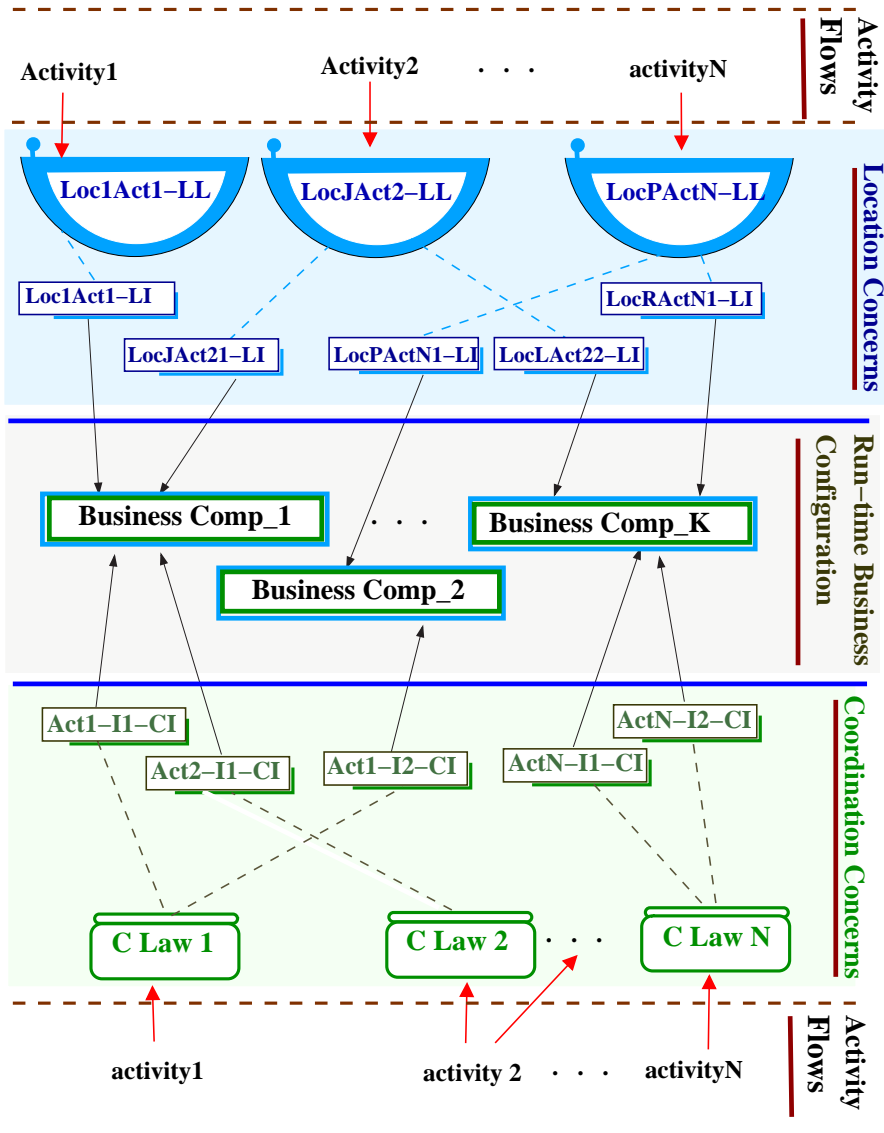 Activity
Flows
Activity1
Activity2
. . .
activityN
Loc1Act1−LL
LocJAct2−LL
LocPActN−LL
Location Concerns
Loc1Act1−LI
LocRActN1−LI
LocJAct21−LI
LocPActN1−LI
LocLAct22−LI
Run−time Business
Configuration
Business Comp_1
. . .
Business Comp_K
Business Comp_2
Coordination Concerns
Act1−I1−CI
ActN−I2−CI
Act2−I1−CI
Act1−I2−CI
ActN−I1−CI
C Law 1
C Law 2
. . .
C Law N
Activity
Flows
activity1
activity 2
. . .
activityN